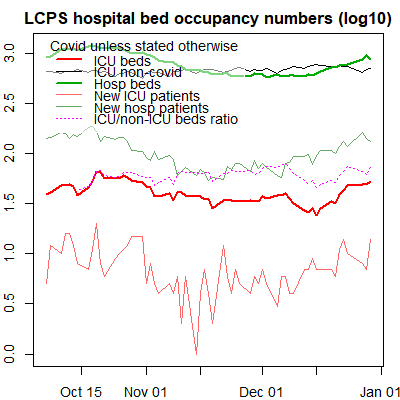 LCPS hospital bed occupancy numbers (log10)
Covid unless stated otherwise
ICU beds
ICU non-covid
Hosp beds
New ICU patients
New hosp patients
ICU/non-ICU beds ratio
3.0
2.5
2.0
1.5
1.0
0.5
0.0
Oct 15 Nov 01 Dec 01 Jan 01